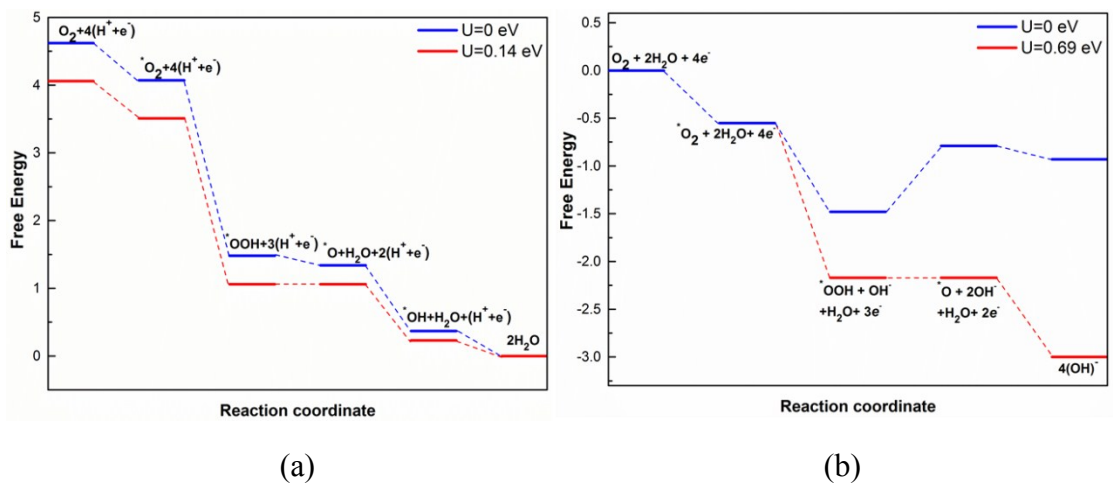 5
4
3
2
1
0
Free Energy
Reaction coordinate
U=0 eV
U=0.14 eV
O2+4(H++e-)
*O2+4(H++e-)
*OOH+3(H++e-)
*O+H2O+2(H++e-)
*OH+H2O+(H++e-)
2H2O
(a)
0.5
0.0
-0.5
-1.0
-1.5
-2.0
-2.5
-3.0
Free Energy
Reaction coordinate
U=0 eV
U=0.69 eV
O2 + 2H2O + 4e-
*O2 + 2H2O+ 4e-
*OOH + OH-
+H2O+ 3e-
*O + 2OH-
+H2O+ 2e-
4(OH)-
(b)